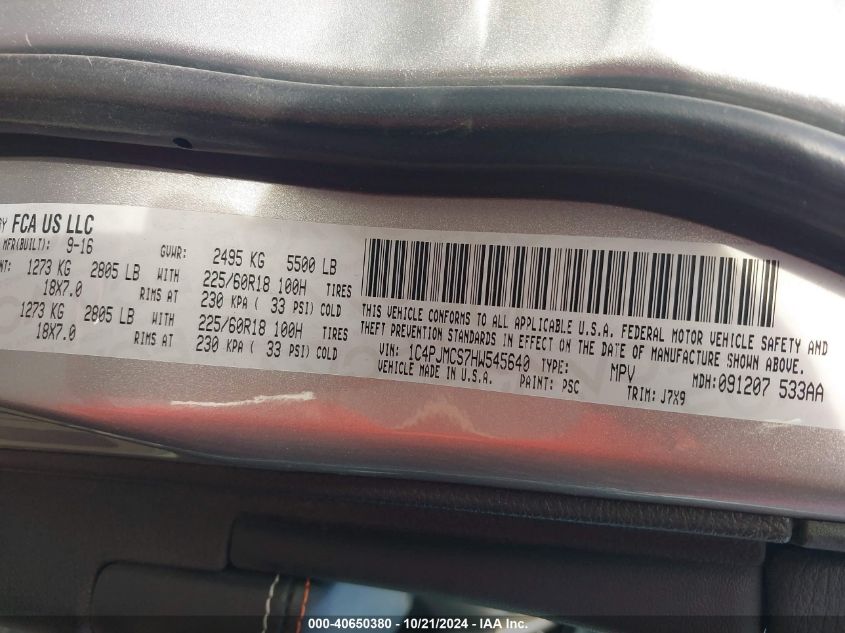 BY FCA US LLC
MFR(BUILT): 9-16 GVWR: 2495 KG 5500 LB
NT: 1273 KG 2805 LB WITH 225/60R18 100H TIRES
18X7.0 RIMS AT 230 KPA ( 33 PSI) COLD
1273 KG 2805 LB WITH 225/60R18 100H TIRES
18X7.0 RIMS AT 230 KPA ( 33 PSI) COLD
THIS VEHICLE CONFORMS TO ALL APPLICABLE U.S.A. FEDERAL MOTOR VEHICLE SAFETY AND
THEFT PREVENTION STANDARDS IN EFFECT ON THE DATE OF MANUFACTURE SHOWN ABOVE.
VIN: 1C4PJMCS7HW545640 TYPE: MPV MDH:091207 533AA
VEHICLE MADE IN U.S.A. PAINT: PSC TRIM: J7X9
000-40650380 - 10/21/2024 - IAA Inc.